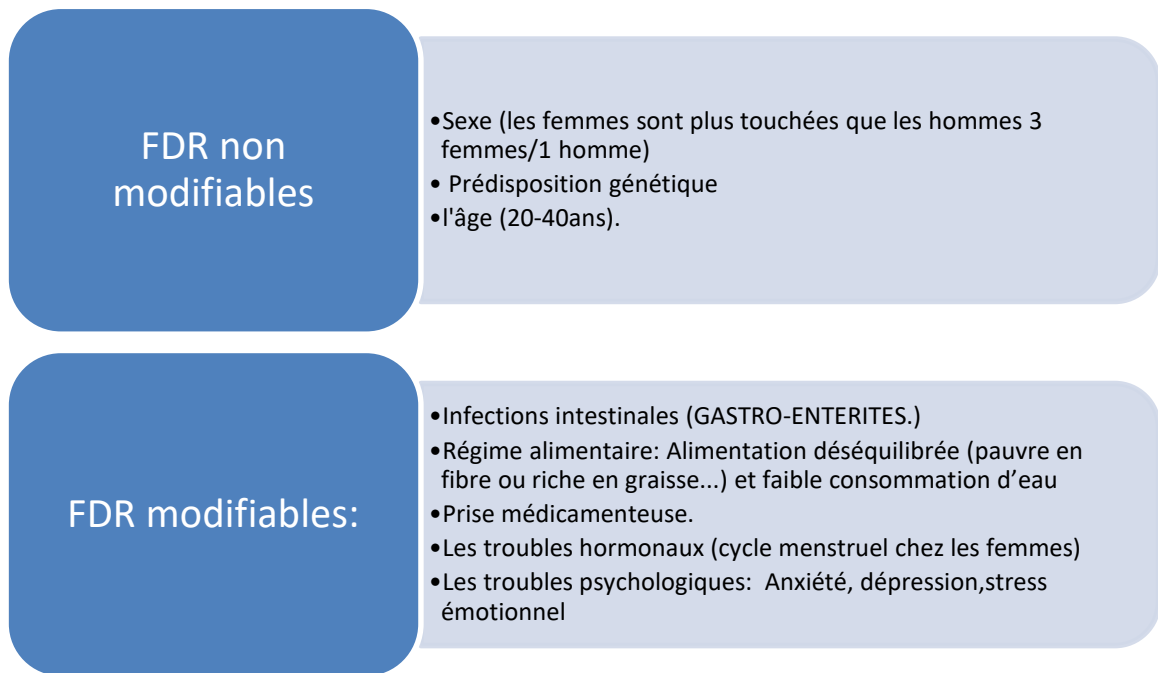 FDR non
modifiables
•Sexe (les femmes sont plus touchées que les hommes 3
femmes/1 homme)
• Prédisposition génétique
•l'âge (20-40ans).
FDR modifiables:
•Infections intestinales (GASTRO-ENTERITES.)
•Régime alimentaire: Alimentation déséquilibrée (pauvre en
fibre ou riche en graisse...) et faible consommation d’eau
•Prise médicamenteuse.
•Les troubles hormonaux (cycle menstruel chez les femmes)
•Les troubles psychologiques:  Anxiété, dépression,stress
émotionnel